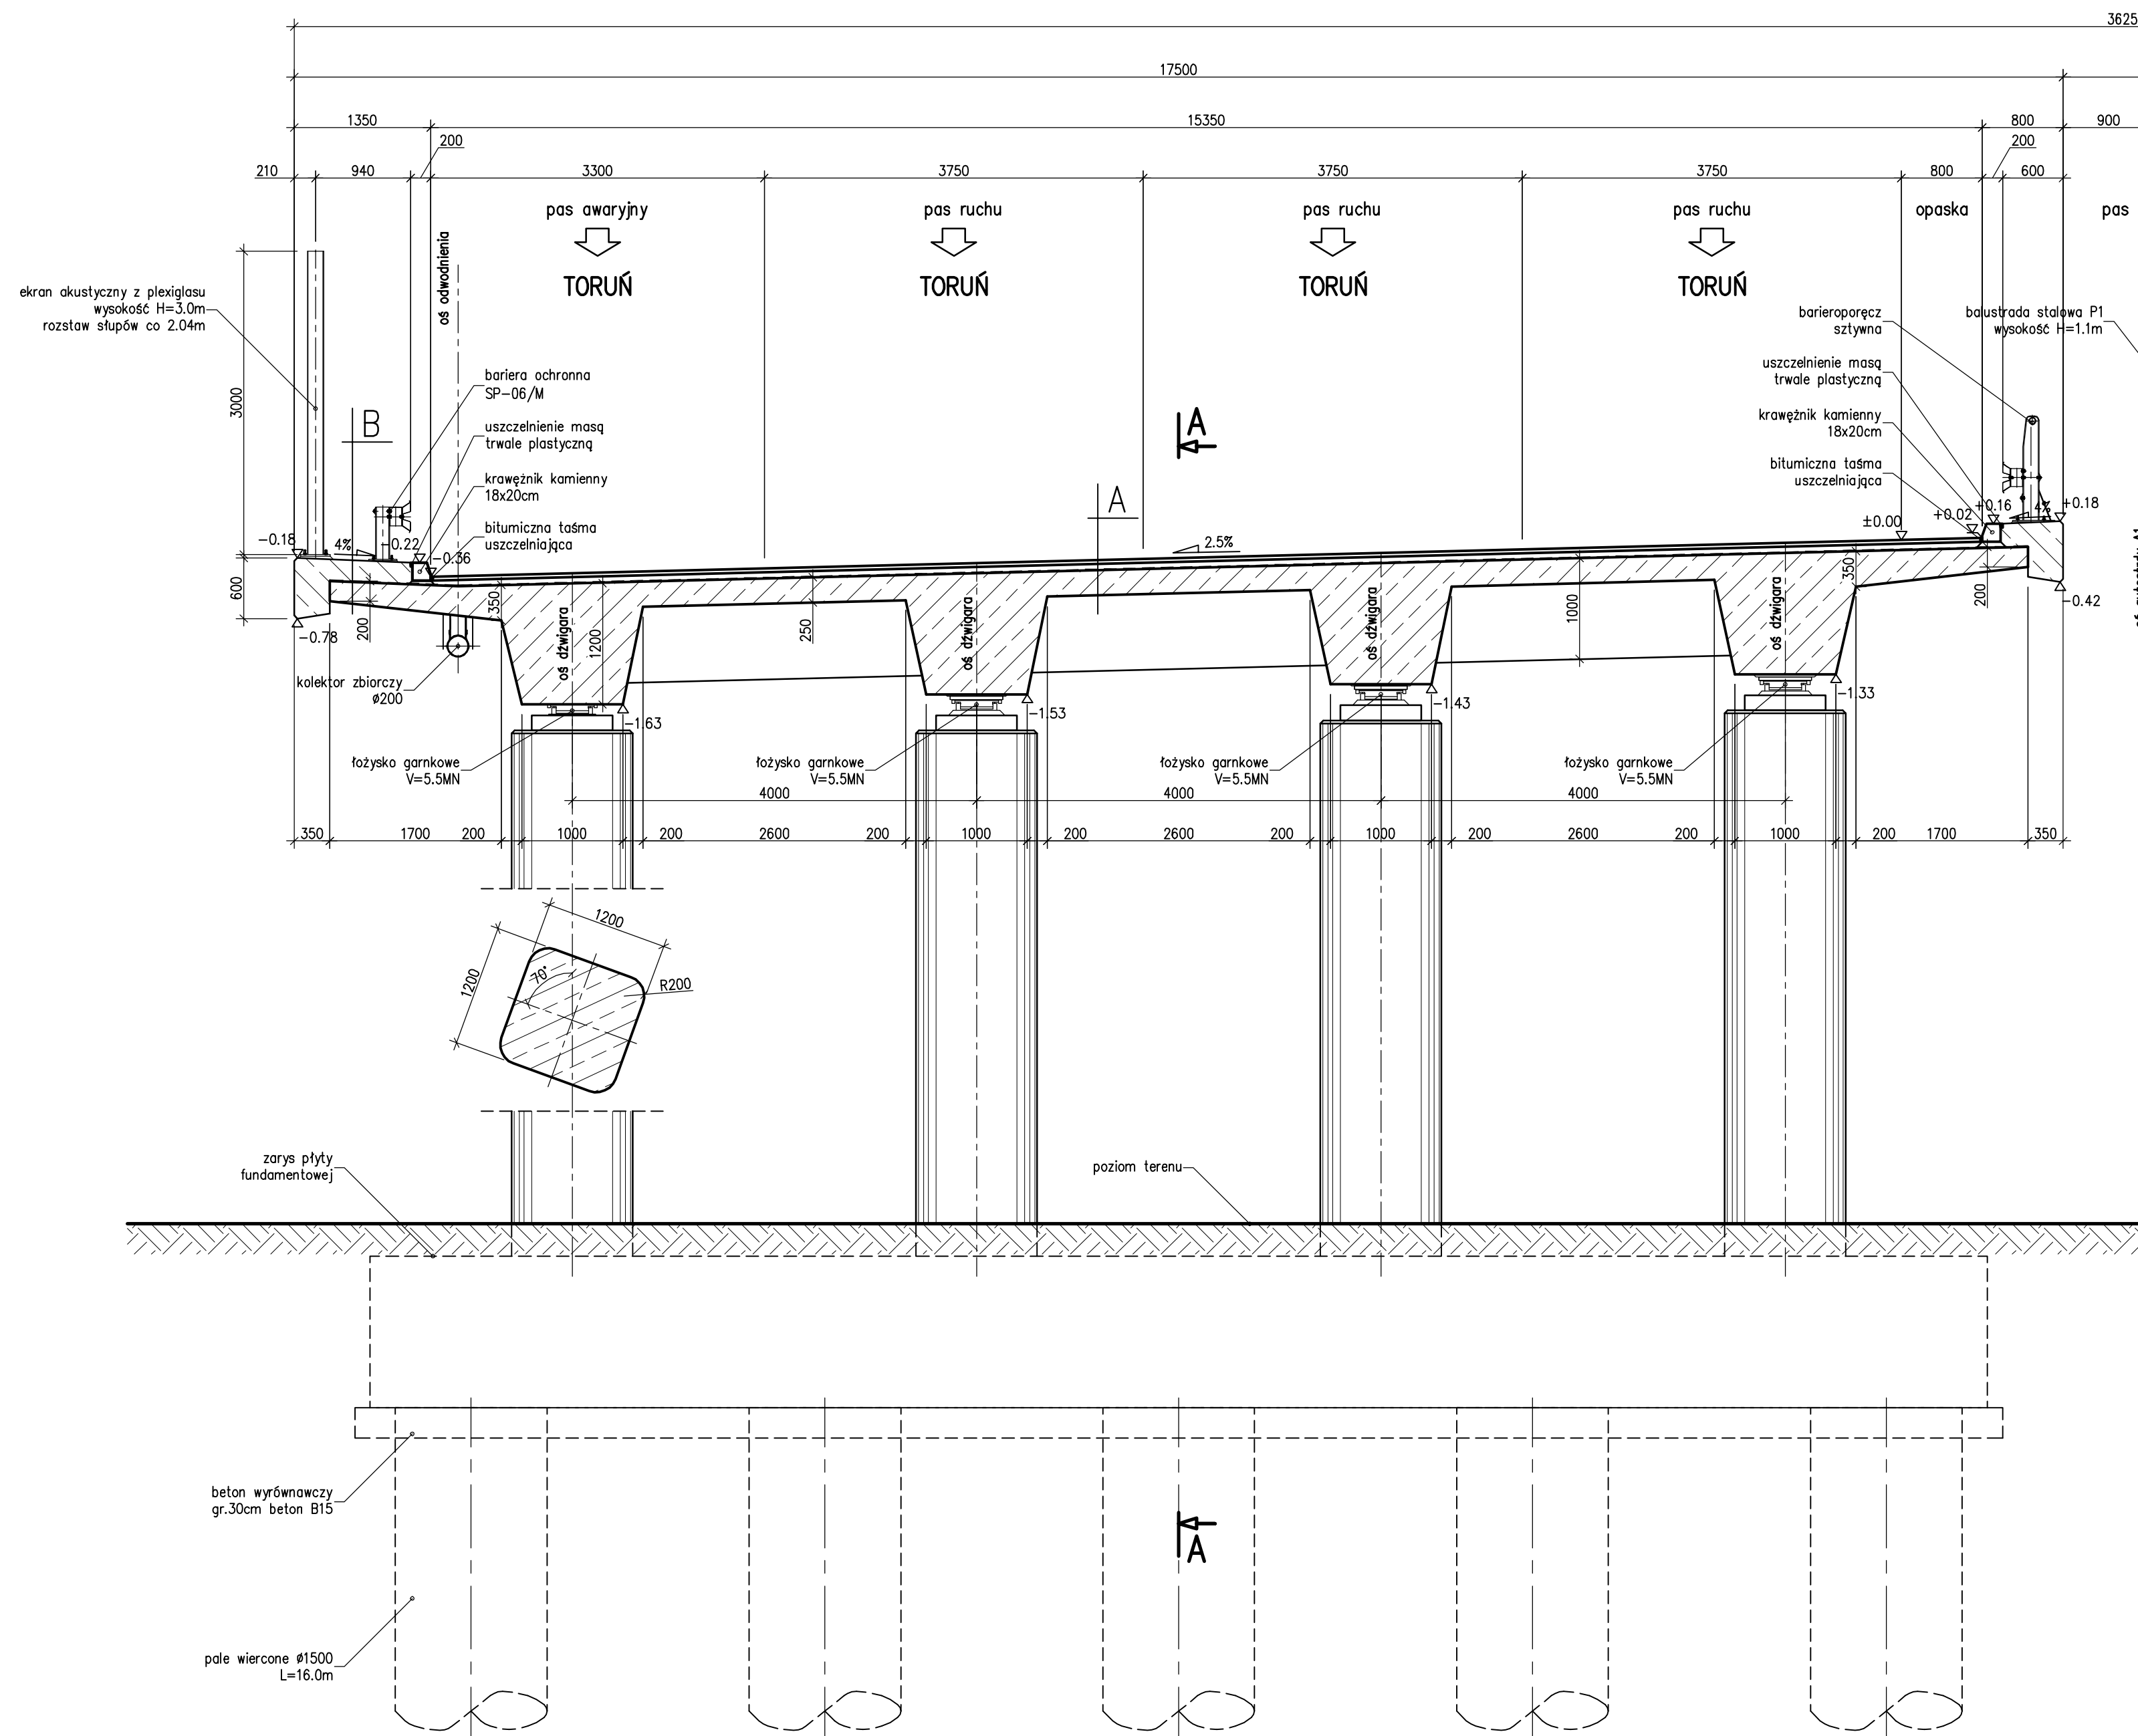 3625
17500
1350
15350
800
900
200
200
210
940
3300
3750
3750
3750
800
600
pas awaryjny
pas ruchu
pas ruchu
pas ruchu
opaska
pas
TORUŃ
TORUŃ
TORUŃ
TORUŃ
oś odwodnienia
ekran akustyczny z plexiglasu
wysokość H=3.0m
rozstaw słupów co 2.04m
3000
600
B
bariera ochronna
SP-06/M
uszczelnienie masą
trwale plastyczną
krawężnik kamienny
18x20cm
bitumiczna taśma
uszczelniająca
A
A
2.5%
barieroporęcz
sztywna
balustrada stalowa P1
wysokość H=1.1m
uszczelnienie masą
trwale plastyczną
krawężnik kamienny
18x20cm
bitumiczna taśma
uszczelniająca
±0.00
+0.02
+0.16
4%
+0.18
-0.18
4%
-0.22
-0.36
-0.78
-0.42
200
350
1200
250
1000
350
200
oś dźwigara
oś dźwigara
oś dźwigara
oś dźwigara
kolektor zbiorczy
ø200
-1.63
-1.53
-1.43
-1.33
łożysko garnkowe
V=5.5MN
łożysko garnkowe
V=5.5MN
łożysko garnkowe
V=5.5MN
łożysko garnkowe
V=5.5MN
4000
4000
4000
350
1700
200
1000
200
2600
200
1000
200
2600
200
1000
200
2600
200
1000
200
1700
350
1200
1200
70°
R200
zarys płyty
fundamentowej
poziom terenu
beton wyrównawczy
gr.30cm beton B15
A
pale wiercone ø1500
L=16.0m